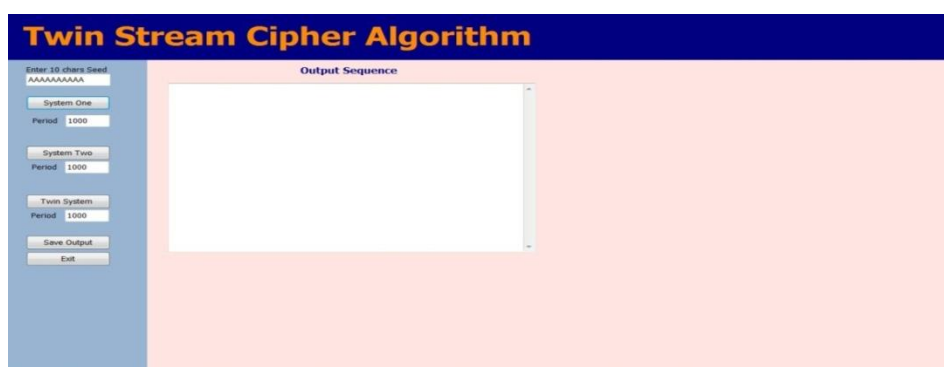 Twin Stream Cipher Algorithm
Enter 10 chars Seed
AAAAAAAAAA
System One
Period 1000
System Two
Period 1000
Twin System
Period 1000
Save Output
Exit
Output Sequence